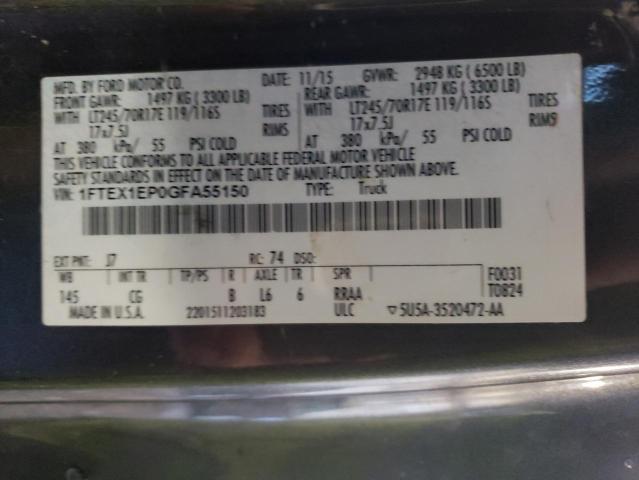 MFD. BY FORD MOTOR CO. DATE: 11/15 GVWR: 2948 KG ( 6500 LB)
FRONT GAWR: 1497 KG ( 3300 LB) REAR GAWR: 1497 KG ( 3300 LB)
WITH LT245/70R17E 119/116S TIRES WITH LT245/70R17E 119/116S TIRES
17x7.5J RIMS 17x7.5J RIMS
AT 380 kPa/ 55 PSI COLD AT 380 kPa/ 55 PSI COLD
THIS VEHICLE CONFORMS TO ALL APPLICABLE FEDERAL MOTOR VEHICLE
SAFETY STANDARDS IN EFFECT ON THE DATE OF MANUFACTURE SHOWN ABOVE.
VIN: 1FTEX1EP0GFA55150 TYPE: Truck
EXT PNT: J7 RC: 74 DSO:
WB INT TR TP/PS R AXLE TR SPR F0031
145 CG B L6 6 RRAA T0824
MADE IN U.S.A. 2201511203183 ULC ▽ 5U5A-3520472-AA